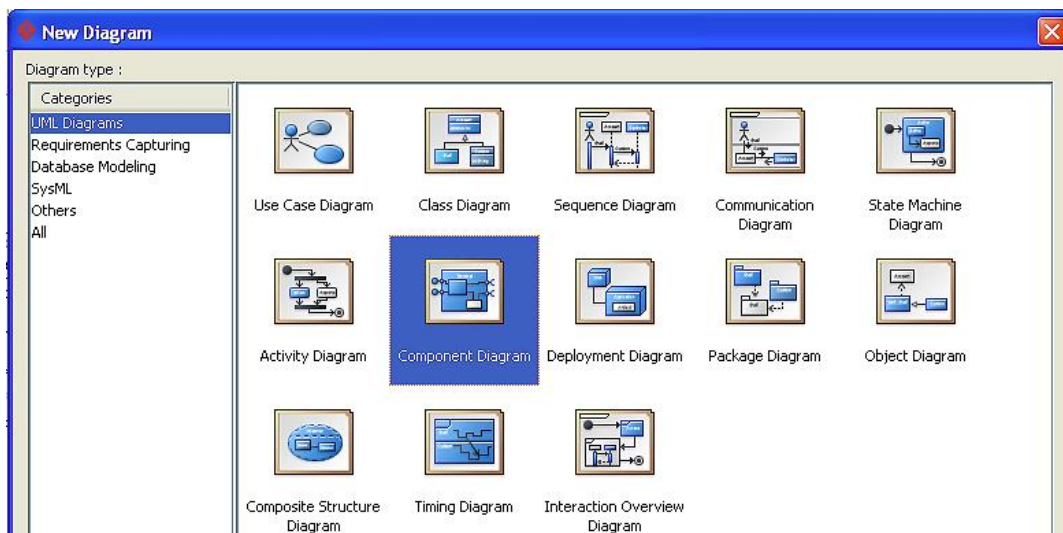 New Diagram
Diagram type :
Categories
UML Diagrams
Requirements Capturing
Database Modeling
SysML
Others
All
Use Case Diagram
Class Diagram
Sequence Diagram
Communication
Diagram
State Machine
Diagram
Activity Diagram
Component Diagram
Deployment Diagram
Package Diagram
Object Diagram
Composite Structure
Diagram
Timing Diagram
Interaction Overview
Diagram